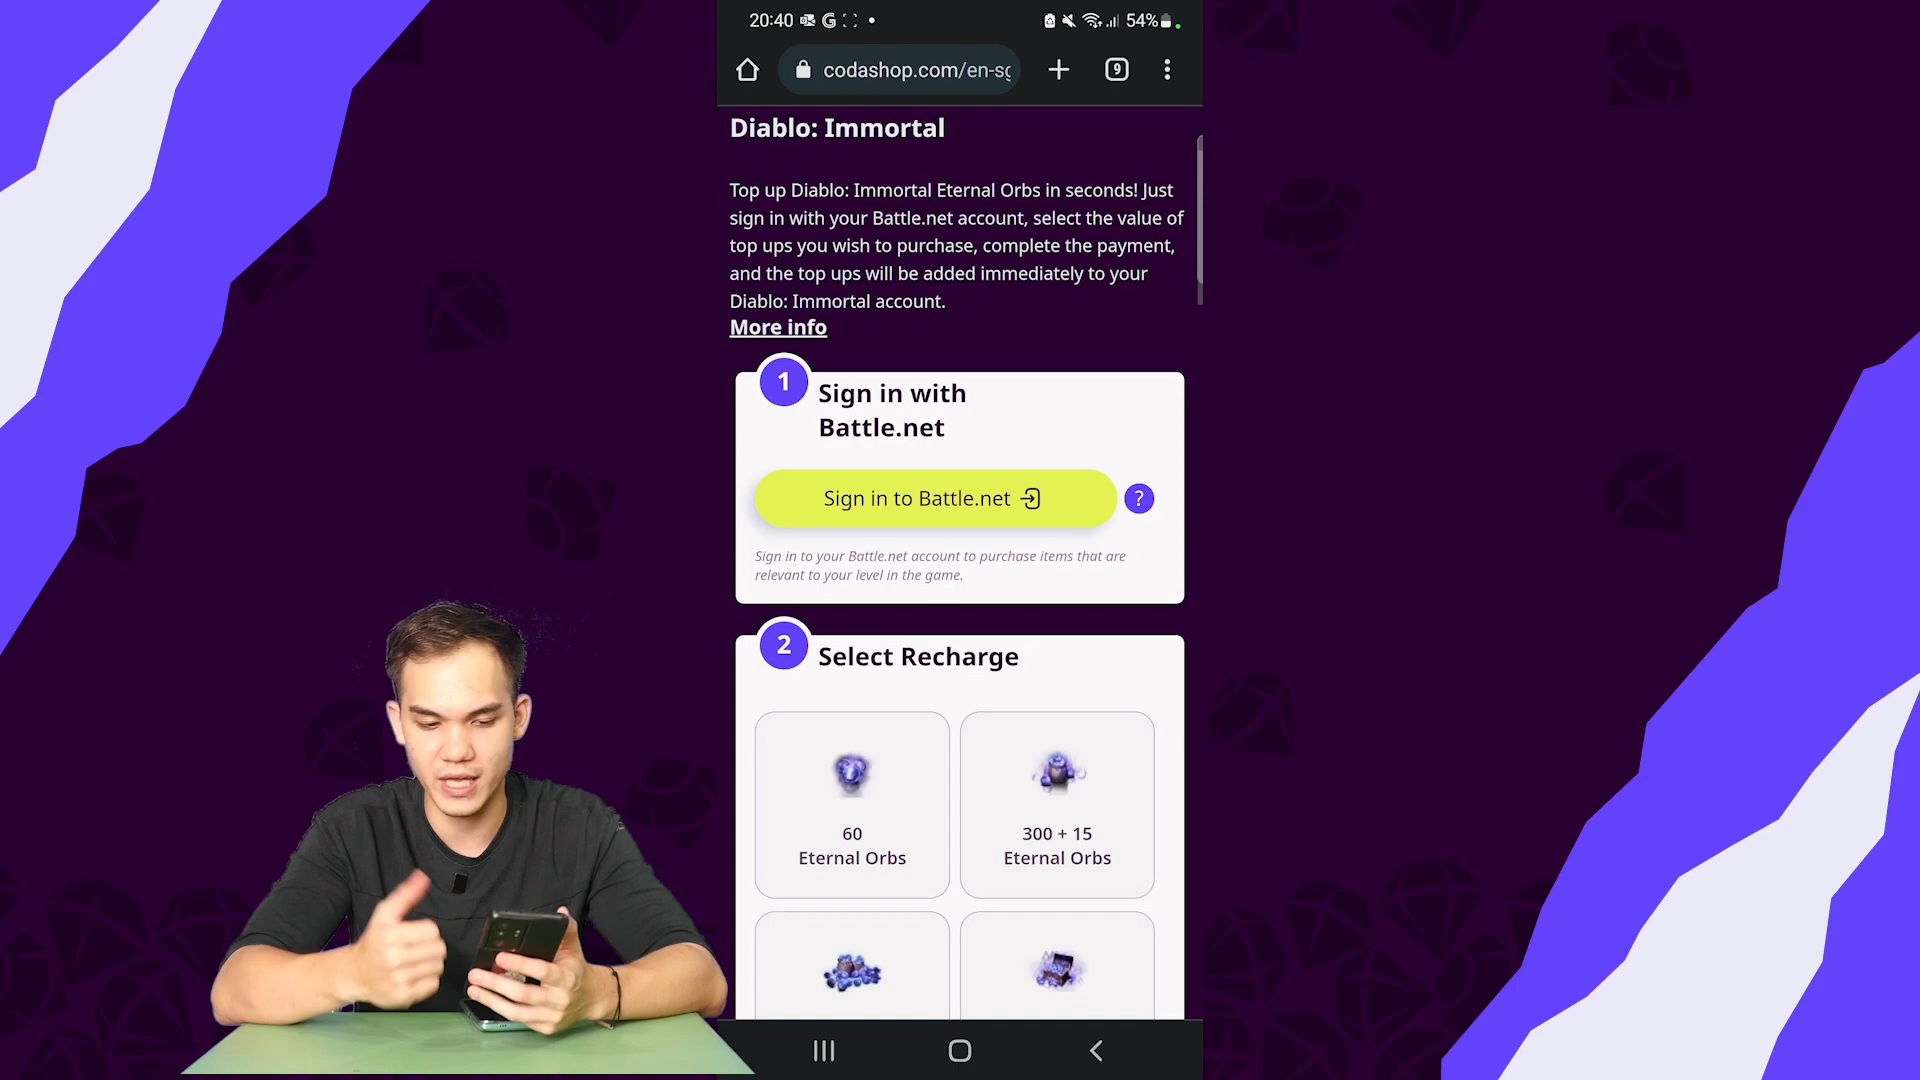 20:40
54%
codashop.com/en-sg
9
Diablo: Immortal
Top up Diablo: Immortal Eternal Orbs in seconds! Just
sign in with your Battle.net account, select the value of
top ups you wish to purchase, complete the payment,
and the top ups will be added immediately to your
Diablo: Immortal account.
More info
1
Sign in with
Battle.net
Sign in to Battle.net
?
Sign in to your Battle.net account to purchase items that are
relevant to your level in the game.
2
Select Recharge
60
Eternal Orbs
300 + 15
Eternal Orbs